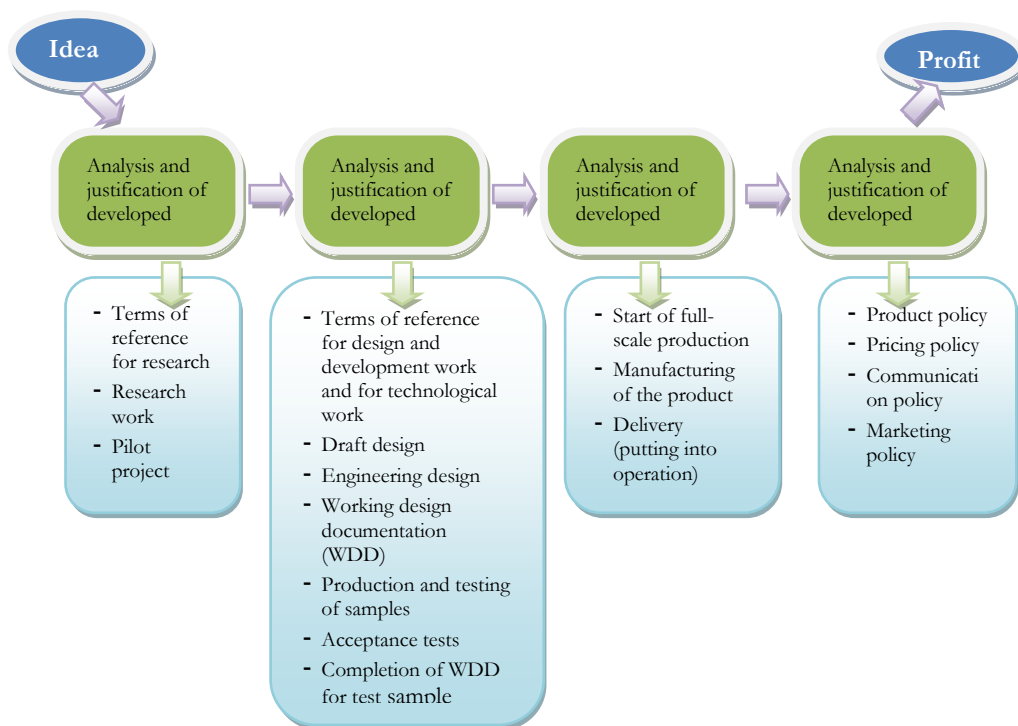 Idea
Profit
Analysis and
justification of
developed
Analysis and
justification of
developed
Analysis and
justification of
developed
Analysis and
justification of
developed
- Terms of
reference
for research
- Research
work
- Pilot
project
- Terms of reference
for design and
development work
and for technological
work
- Draft design
- Engineering design
- Working design
documentation
(WDD)
- Production and testing
of samples
- Acceptance tests
- Completion of WDD
for test sample
- Start of full-
scale production
- Manufacturing
of the product
- Delivery
(putting into
operation)
- Product policy
- Pricing policy
- Communicati
on policy
- Marketing
policy